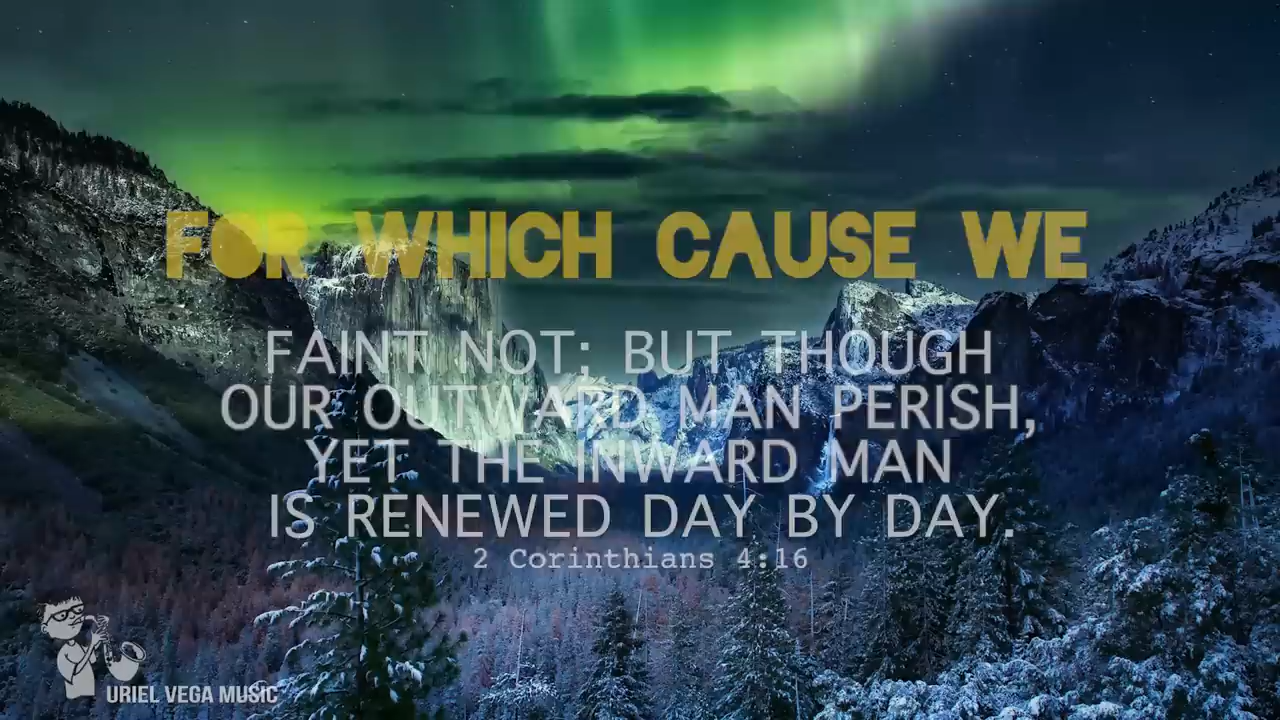 FOR WHICH CAUSE WE
FAINT NOT; BUT THOUGH
OUR OUTWARD MAN PERISH,
YET THE INWARD MAN
IS RENEWED DAY BY DAY.
2 Corinthians 4:16
URIEL VEGA MUSIC